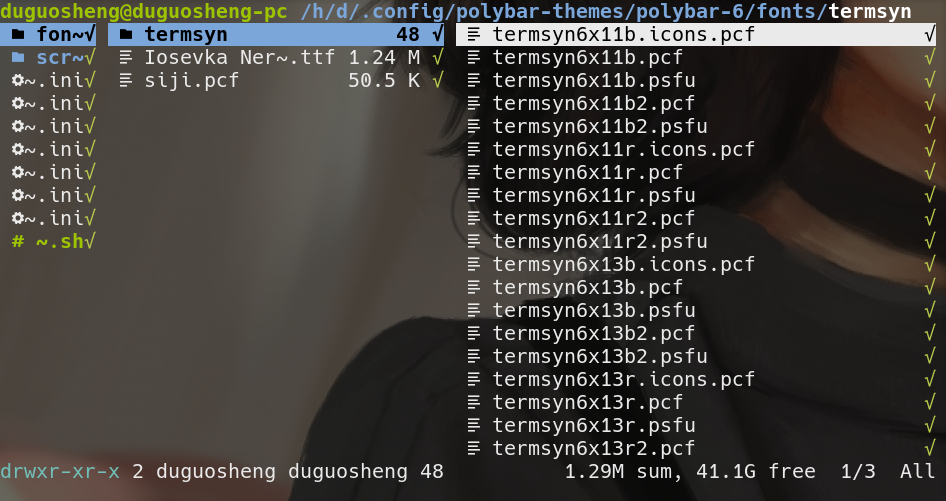 duguosheng@duguosheng-pc /h/d/.config/polybar-themes/polybar-6/fonts/termsyn
fon~√ termsyn 48 √ termsyn6x11b.icons.pcf √
scr~√ Iosevka Ner~.ttf 1.24 M √ termsyn6x11b.pcf √
~.ini√ siji.pcf 50.5 K √ termsyn6x11b.psfu √
~.ini√ termsyn6x11b2.pcf √
~.ini√ termsyn6x11b2.psfu √
~.ini√ termsyn6x11r.icons.pcf √
~.ini√ termsyn6x11r.pcf √
~.ini√ termsyn6x11r.psfu √
~.ini√ termsyn6x11r2.pcf √
# ~.sh√ termsyn6x11r2.psfu √
termsyn6x13b.icons.pcf √
termsyn6x13b.pcf √
termsyn6x13b.psfu √
termsyn6x13b2.pcf √
termsyn6x13b2.psfu √
termsyn6x13r.icons.pcf √
termsyn6x13r.pcf √
termsyn6x13r.psfu √
termsyn6x13r2.pcf √
drwxr-xr-x 2 duguosheng duguosheng 48 1.29M sum, 41.1G free 1/3 All